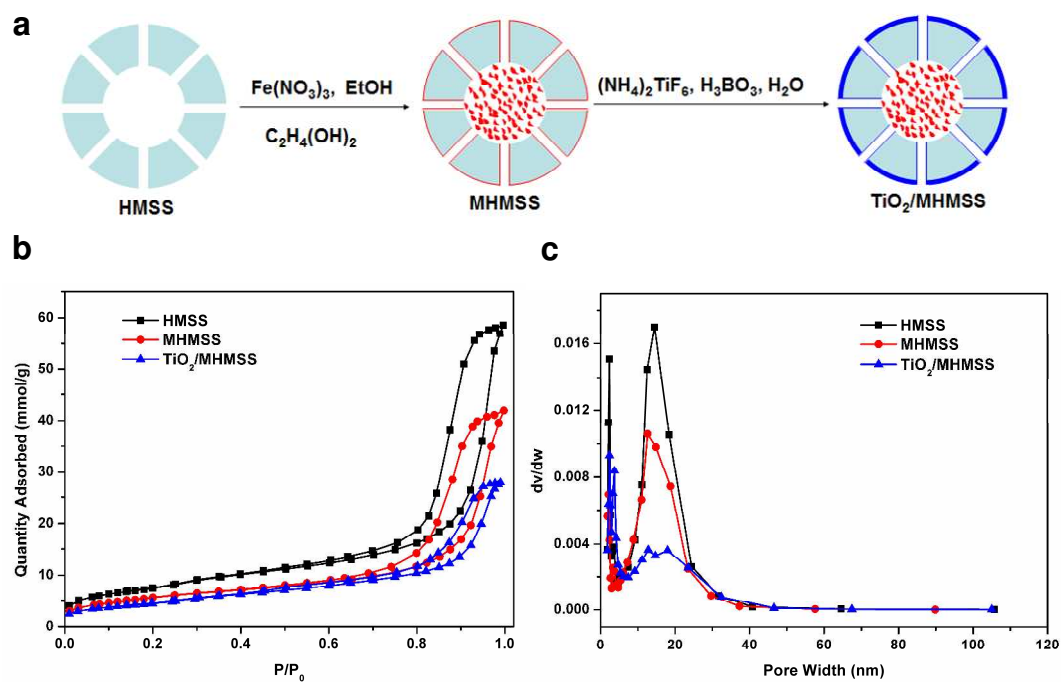 a
Fe(NO3)3, EtOH
C2H4(OH)2
(NH4)2TiF6, H3BO3, H2O
HMSS
MHMSS
TiO2/MHMSS
b
HMSS
MHMSS
TiO2/MHMSS
Quantity Adsorbed (mmol/g)
60
50
40
30
20
10
0
0.0
0.2
0.4
0.6
0.8
1.0
P/P0
c
HMSS
MHMSS
TiO2/MHMSS
dv/dw
0.016
0.012
0.008
0.004
0.000
0
20
40
60
80
100
120
Pore Width (nm)